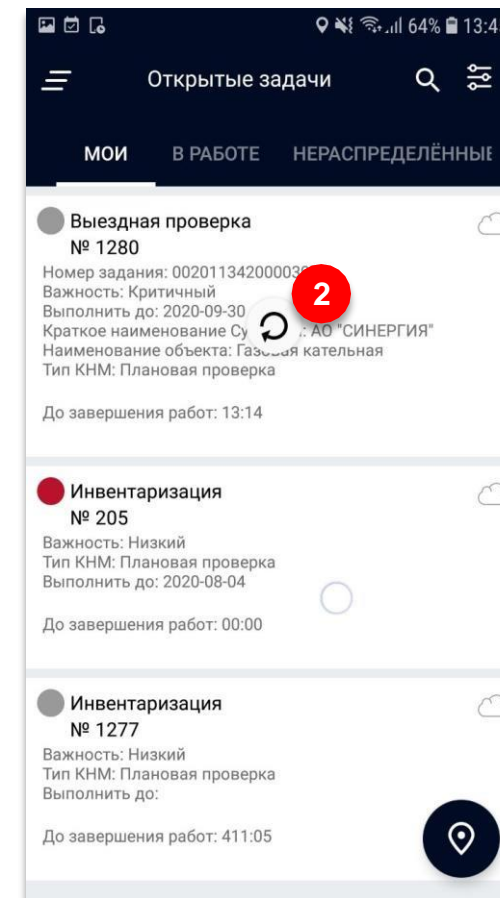 64% 13:4
Открытые задачи
МОИ В РАБОТЕ НЕРАСПРЕДЕЛЁННЫЕ
Выездная проверка
№ 1280
Номер задания: 00201134200003
2
Важность: Критичный
Выполнить до: 2020-09-30
Краткое наименование Су .: АО "СИНЕРГИЯ"
Наименование объекта: Газовая кательная
Тип КНМ: Плановая проверка
До завершения работ: 13:14
Инвентаризация
№ 205
Важность: Низкий
Тип КНМ: Плановая проверка
Выполнить до: 2020-08-04
До завершения работ: 00:00
Инвентаризация
№ 1277
Важность: Низкий
Тип КНМ: Плановая проверка
Выполнить до:
До завершения работ: 411:05